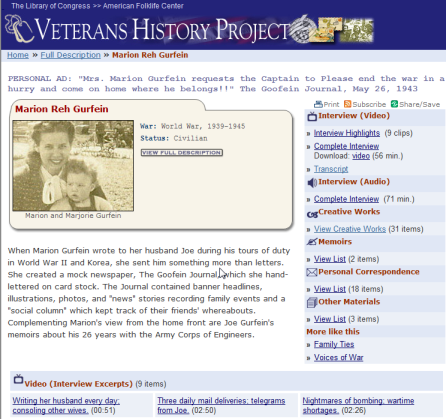 The Library of Congress >> American Folklife Center
VETERANS HISTORY PROJECT
Home » Full Description » Marion Reh Gurfein
PERSONAL AD: "Mrs. Marion Gurfein requests the Captain to Please end the war in a
hurry and come on home where he belongs!!" The Goofein Journal, May 26, 1943
Print Subscribe Share/Save
Marion Reh Gurfein
War: World War, 1939-1945
Status: Civilian
VIEW FULL DESCRIPTION
Marion and Marjorie Gurfein
Interview (Video)
» Interview Highlights (9 clips)
» Complete Interview
Download: video (56 min.)
» Transcript
Interview (Audio)
» Complete Interview (71 min.)
Creative Works
» View Creative Works (31 items)
Memoirs
» View List (2 items)
Personal Correspondence
» View List (18 items)
Other Materials
» View List (3 items)
More like this
» Family Ties
» Voices of War
When Marion Gurfein wrote to her husband Joe during his tours of duty
in World War II and Korea, she sent him something more than letters.
She created a mock newspaper, The Goofein Journal, which she hand-
lettered on card stock. The Journal contained banner headlines,
illustrations, photos, and "news" stories recording family events and a
"social column" which kept track of their friends' whereabouts.
Complementing Marion's view from the home front are Joe Gurfein's
memoirs about his 26 years with the Army Corps of Engineers.
Video (Interview Excerpts) (9 items)
Writing her husband every day; consoling other wives. (00:51)
Three daily mail deliveries; telegrams from Joe. (02:50)
Nightmares of bombing; wartime shortages. (02:26)